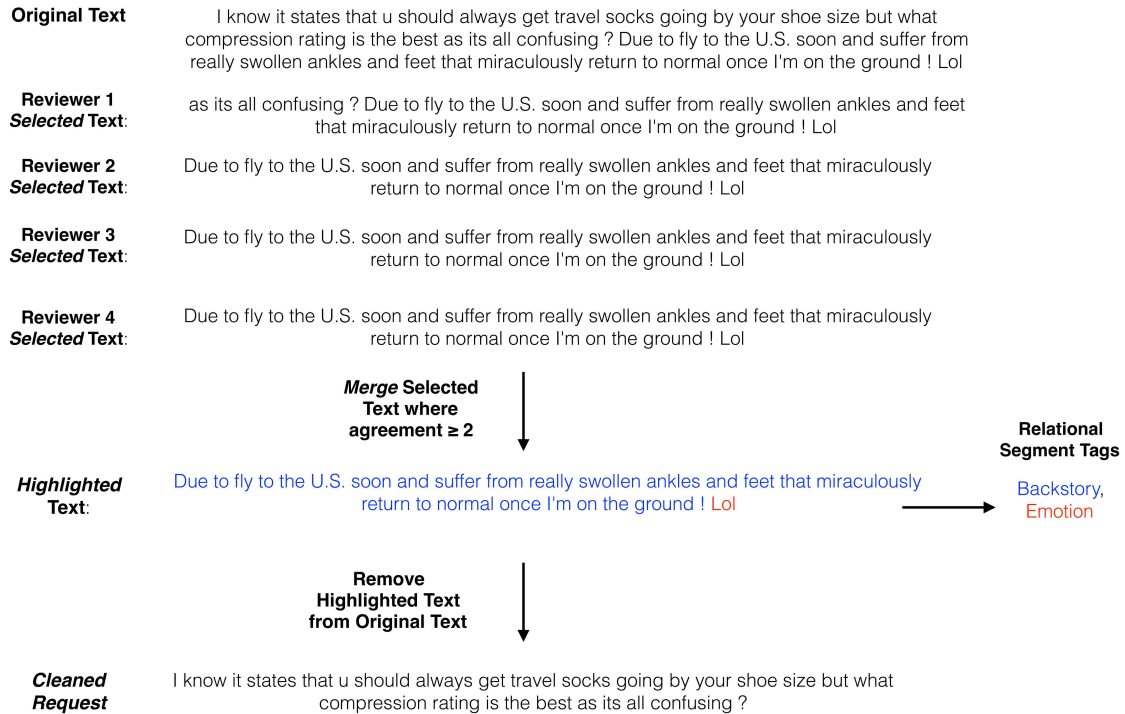 Original Text
I know it states that u should always get travel socks going by your shoe size but what
compression rating is the best as its all confusing ? Due to fly to the U.S. soon and suffer from
really swollen ankles and feet that miraculously return to normal once I'm on the ground ! Lol
Reviewer 1
Selected Text:
as its all confusing ? Due to fly to the U.S. soon and suffer from really swollen ankles and feet
that miraculously return to normal once I'm on the ground ! Lol
Reviewer 2
Selected Text:
Due to fly to the U.S. soon and suffer from really swollen ankles and feet that miraculously
return to normal once I'm on the ground ! Lol
Reviewer 3
Selected Text:
Due to fly to the U.S. soon and suffer from really swollen ankles and feet that miraculously
return to normal once I'm on the ground ! Lol
Reviewer 4
Selected Text:
Due to fly to the U.S. soon and suffer from really swollen ankles and feet that miraculously
return to normal once I'm on the ground ! Lol
Merge Selected
Text where
agreement ≥ 2
Relational
Segment Tags
Highlighted
Text:
Due to fly to the U.S. soon and suffer from really swollen ankles and feet that miraculously
return to normal once I'm on the ground ! Lol
Backstory,
Emotion
Remove
Highlighted Text
from Original Text
Cleaned
Request
I know it states that u should always get travel socks going by your shoe size but what
compression rating is the best as its all confusing ?